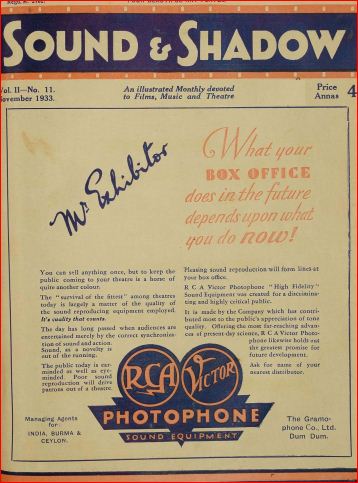 SOUND & SHADOW
Vol. II—No. 11.
November 1933.
An illustrated Monthly devoted
to Films, Music and Theatre
Price
Annas 4
Mr Exhibitor
What your
BOX OFFICE
does in the future
depends upon what
you do now!
You can sell anything once, but to keep the
public coming to your theatre is a horse of
quite another colour.
The "survival of the fittest" among theatres
today is largely a matter of the quality of
the sound reproducing equipment employed.
It's quality that counts.
The day has long passed when audiences are
entertained merely by the correct synchronisa-
tion of sound and action.
Sound, as a novelty is
out of the running.
The public today is ear-
minded as well as eye
minded. Poor sound
reproduction will drive
patrons out of a theatre.
Pleasing sound reproduction will form lines at
your box office.
R C A Victor Photophone "High Fidelity"
Sound Equipment was created for a discrimina-
ting and highly critical public.
It is made by the Company which has contri-
buted most to the public's appreciation of tone
quality. Offering the most far-reaching advan-
ces of present day science, R C A Victor Photo-
phone likewise holds out
the greatest promise for
future development.
Ask for name of your
nearest distributor.
RCA VICTOR
PHOTOPHONE
SOUND EQUIPMENT
Managing Agents
for
INDIA, BURMA &
CEYLON.
The Gramo-
phone Co., Ltd.
Dum Dum.